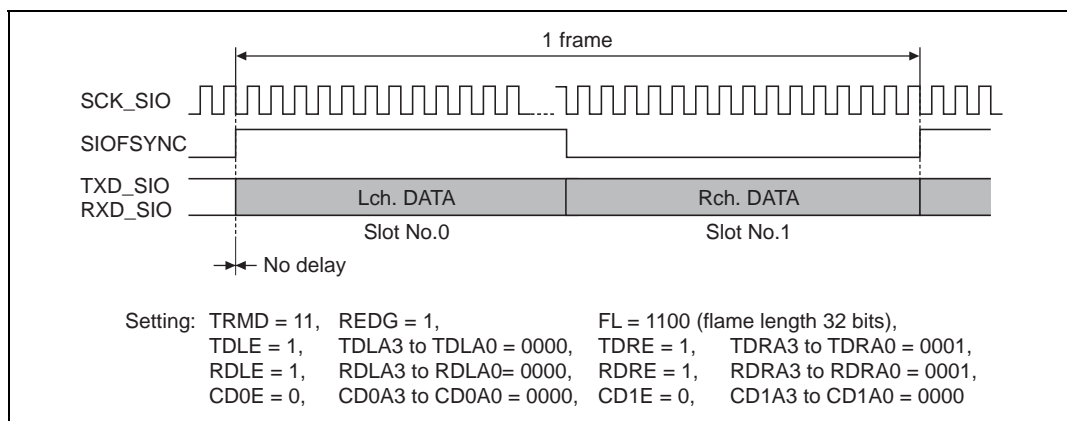 1 frame
SCK_SIO
SIOFSYNC
TXD_SIO
RXD_SIO
Lch. DATA
Rch. DATA
Slot No.0
Slot No.1
No delay
Setting: TRMD = 11, REDG = 1, FL = 1100 (flame length 32 bits),
TDLE = 1, TDLA3 to TDLA0 = 0000, TDRE = 1, TDRA3 to TDRA0 = 0001,
RDLE = 1, RDLA3 to RDLA0= 0000, RDRE = 1, RDRA3 to RDRA0 = 0001,
CD0E = 0, CD0A3 to CD0A0 = 0000, CD1E = 0, CD1A3 to CD1A0 = 0000